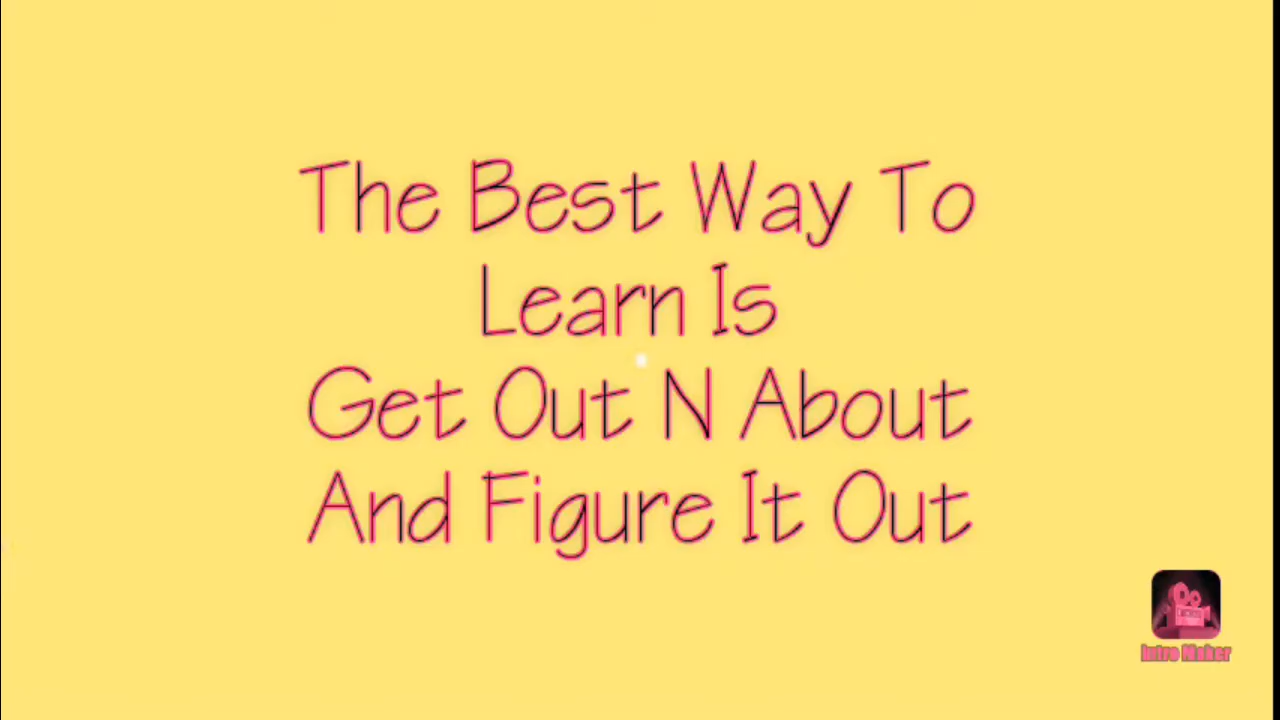 The Best Way To
Learn Is
Get Out N About
And Figure It Out
Intro Maker